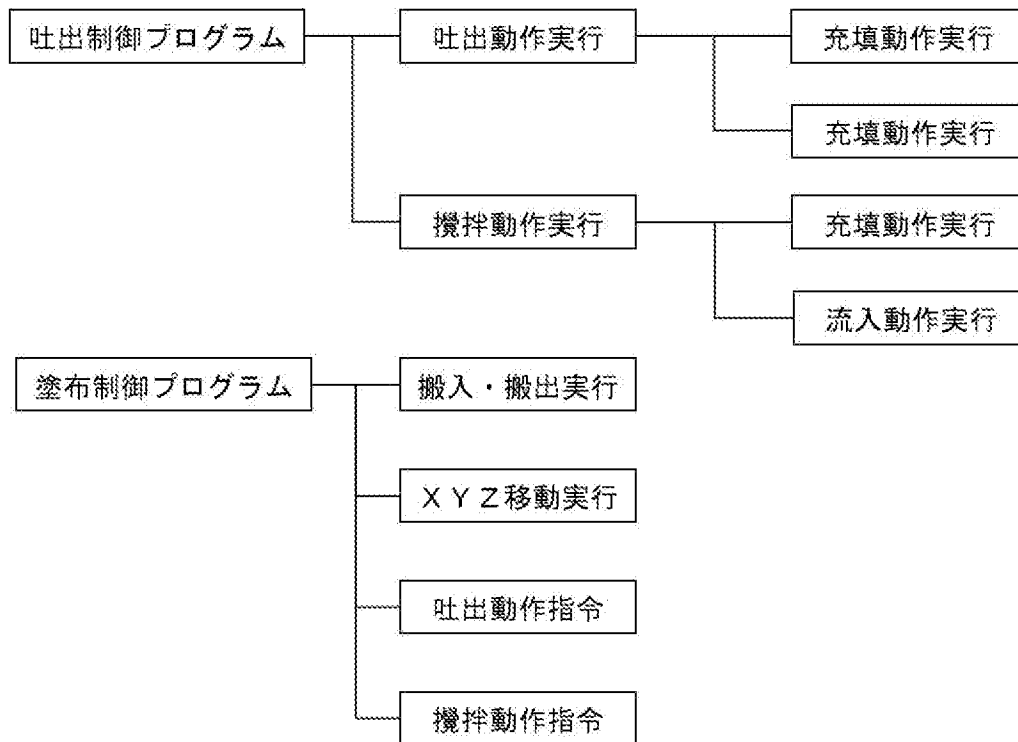 吐出制御プログラム
吐出動作実行
充填動作実行
充填動作実行
攪拌動作実行
充填動作実行
流入動作実行
塗布制御プログラム
搬入・搬出実行
ＸＹＺ移動実行
吐出動作指令
攪拌動作指令